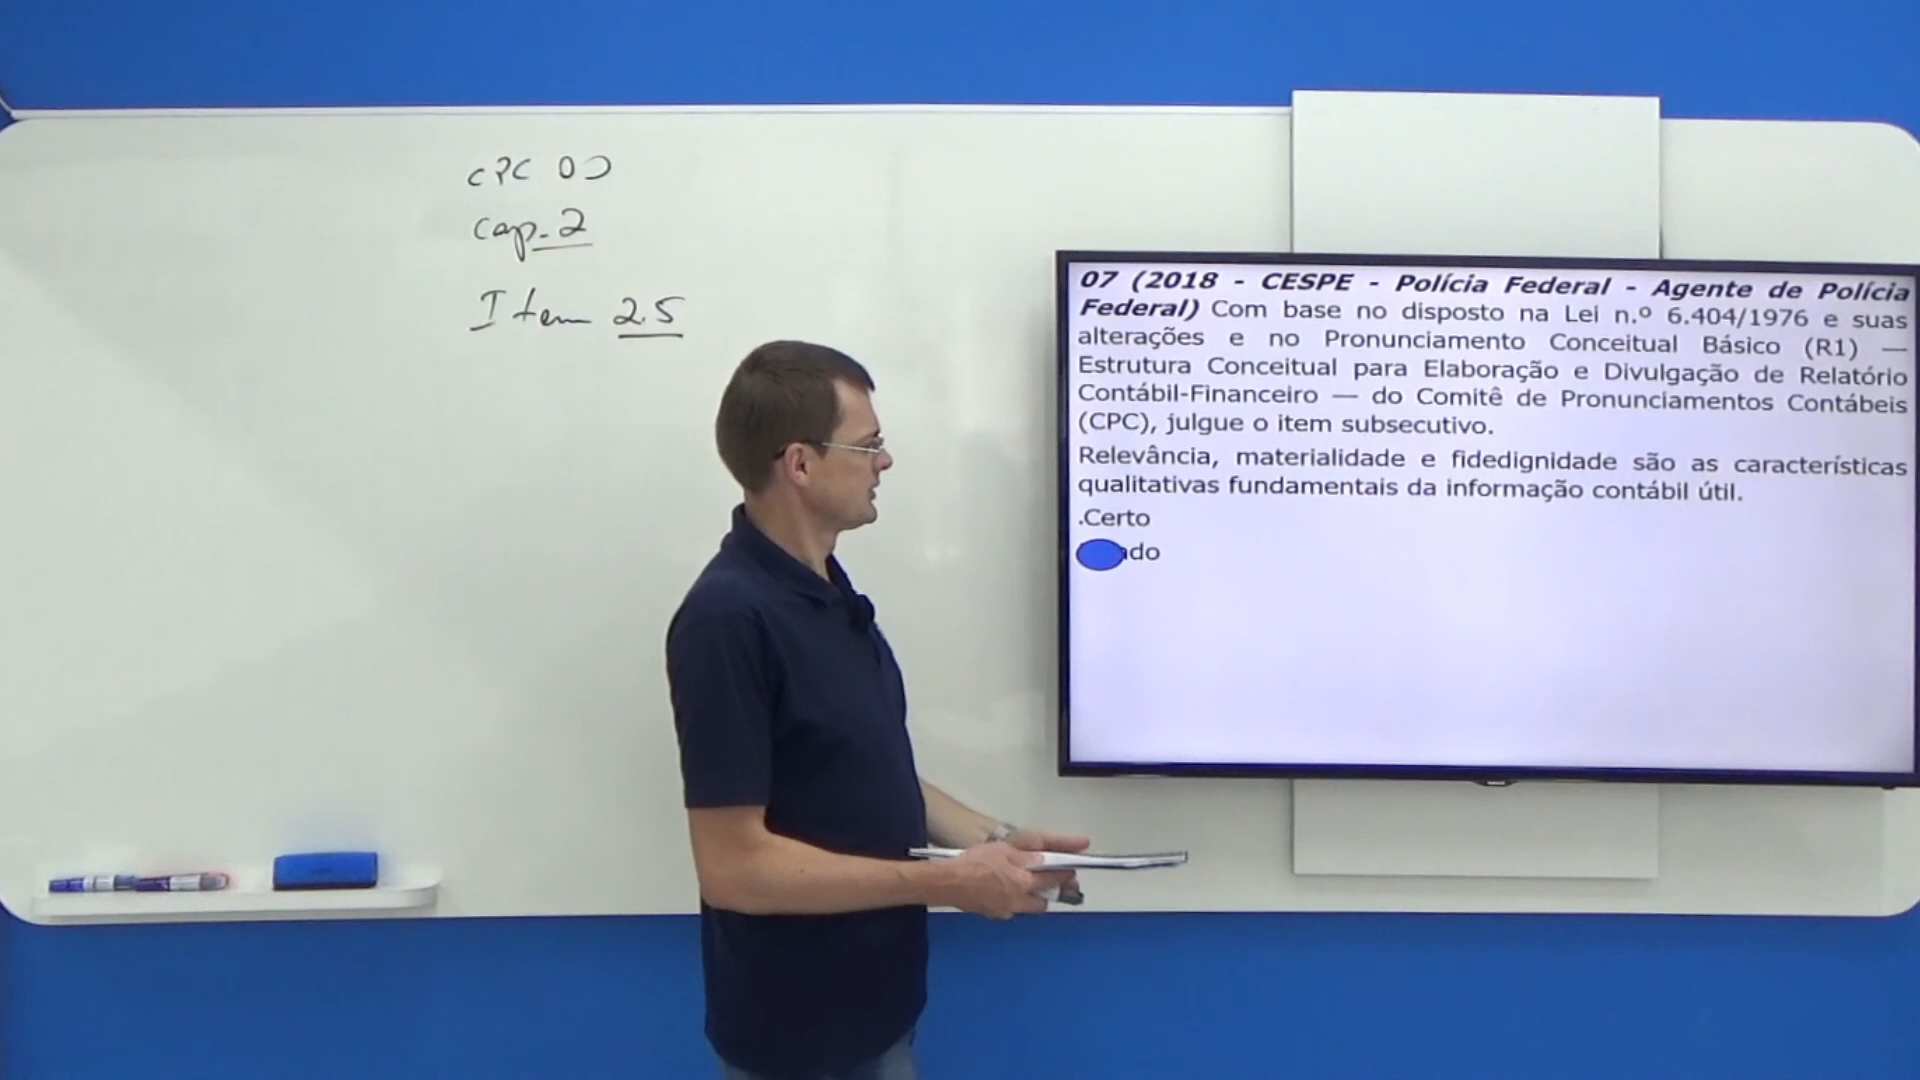 CPC 00
Cap. 2
Item 2.5
07 (2018 - CESPE - Polícia Federal - Agente de Polícia
Federal) Com base no disposto na Lei n.º 6.404/1976 e suas
alterações e no Pronunciamento Conceitual Básico (R1) —
Estrutura Conceitual para Elaboração e Divulgação de Relatório
Contábil-Financeiro — do Comitê de Pronunciamentos Contábeis
(CPC), julgue o item subsecutivo.
Relevância, materialidade e fidedignidade são as características
qualitativas fundamentais da informação contábil útil.
.Certo